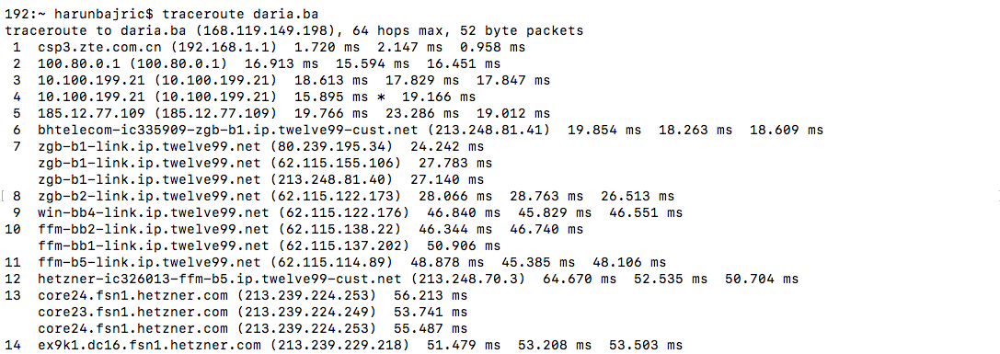 192:~ harunbajric$ traceroute daria.ba
traceroute to daria.ba (168.119.149.198), 64 hops max, 52 byte packets
 1  csp3.zte.com.cn (192.168.1.1)  1.720 ms  2.147 ms  0.958 ms
 2  100.80.0.1 (100.80.0.1)  16.913 ms  15.594 ms  16.451 ms
 3  10.100.199.21 (10.100.199.21)  18.613 ms  17.829 ms  17.847 ms
 4  10.100.199.21 (10.100.199.21)  15.895 ms *  19.166 ms
 5  185.12.77.109 (185.12.77.109)  19.766 ms  23.286 ms  19.012 ms
 6  bhtelecom-ic335909-zgb-b1.ip.twelve99-cust.net (213.248.81.41)  19.854 ms  18.263 ms  18.609 ms
 7  zgb-b1-link.ip.twelve99.net (80.239.195.34)  24.242 ms
    zgb-b1-link.ip.twelve99.net (62.115.155.106)  27.783 ms
    zgb-b1-link.ip.twelve99.net (213.248.81.40)  27.140 ms
 8  zgb-b2-link.ip.twelve99.net (62.115.122.173)  28.066 ms  28.763 ms  26.513 ms
 9  win-bb4-link.ip.twelve99.net (62.115.122.176)  46.840 ms  45.829 ms  46.551 ms
10  ffm-bb2-link.ip.twelve99.net (62.115.138.22)  46.344 ms  46.740 ms
    ffm-bb1-link.ip.twelve99.net (62.115.137.202)  50.906 ms
11  ffm-b5-link.ip.twelve99.net (62.115.114.89)  48.878 ms  45.385 ms  48.106 ms
12  hetzner-ic326013-ffm-b5.ip.twelve99-cust.net (213.248.70.3)  64.670 ms  52.535 ms  50.704 ms
13  core24.fsn1.hetzner.com (213.239.224.253)  56.213 ms
    core23.fsn1.hetzner.com (213.239.224.249)  53.741 ms
    core24.fsn1.hetzner.com (213.239.224.253)  55.487 ms
14  ex9k1.dc16.fsn1.hetzner.com (213.239.229.218)  51.479 ms  53.208 ms  53.503 ms